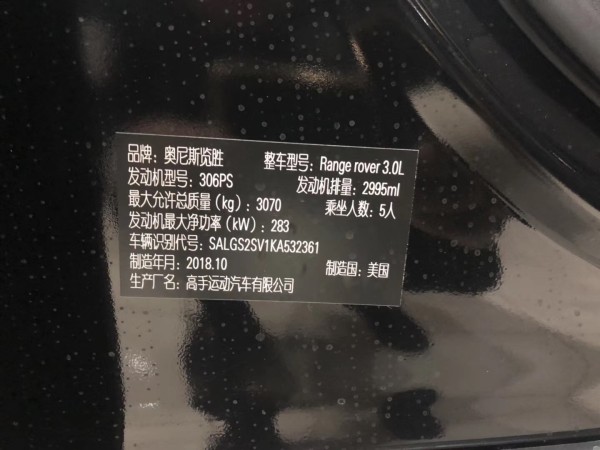 品牌：奥尼斯览胜 整车型号：Range rover 3.0L
发动机型号：306PS 发动机排量：2995ml
最大允许总质量（kg）：3070 乘坐人数：5人
发动机最大净功率（kW）：283
车辆识别代号：SALGS2SV1KA532361
制造年月：2018.10 制造国：美国
生产厂名：高手运动汽车有限公司